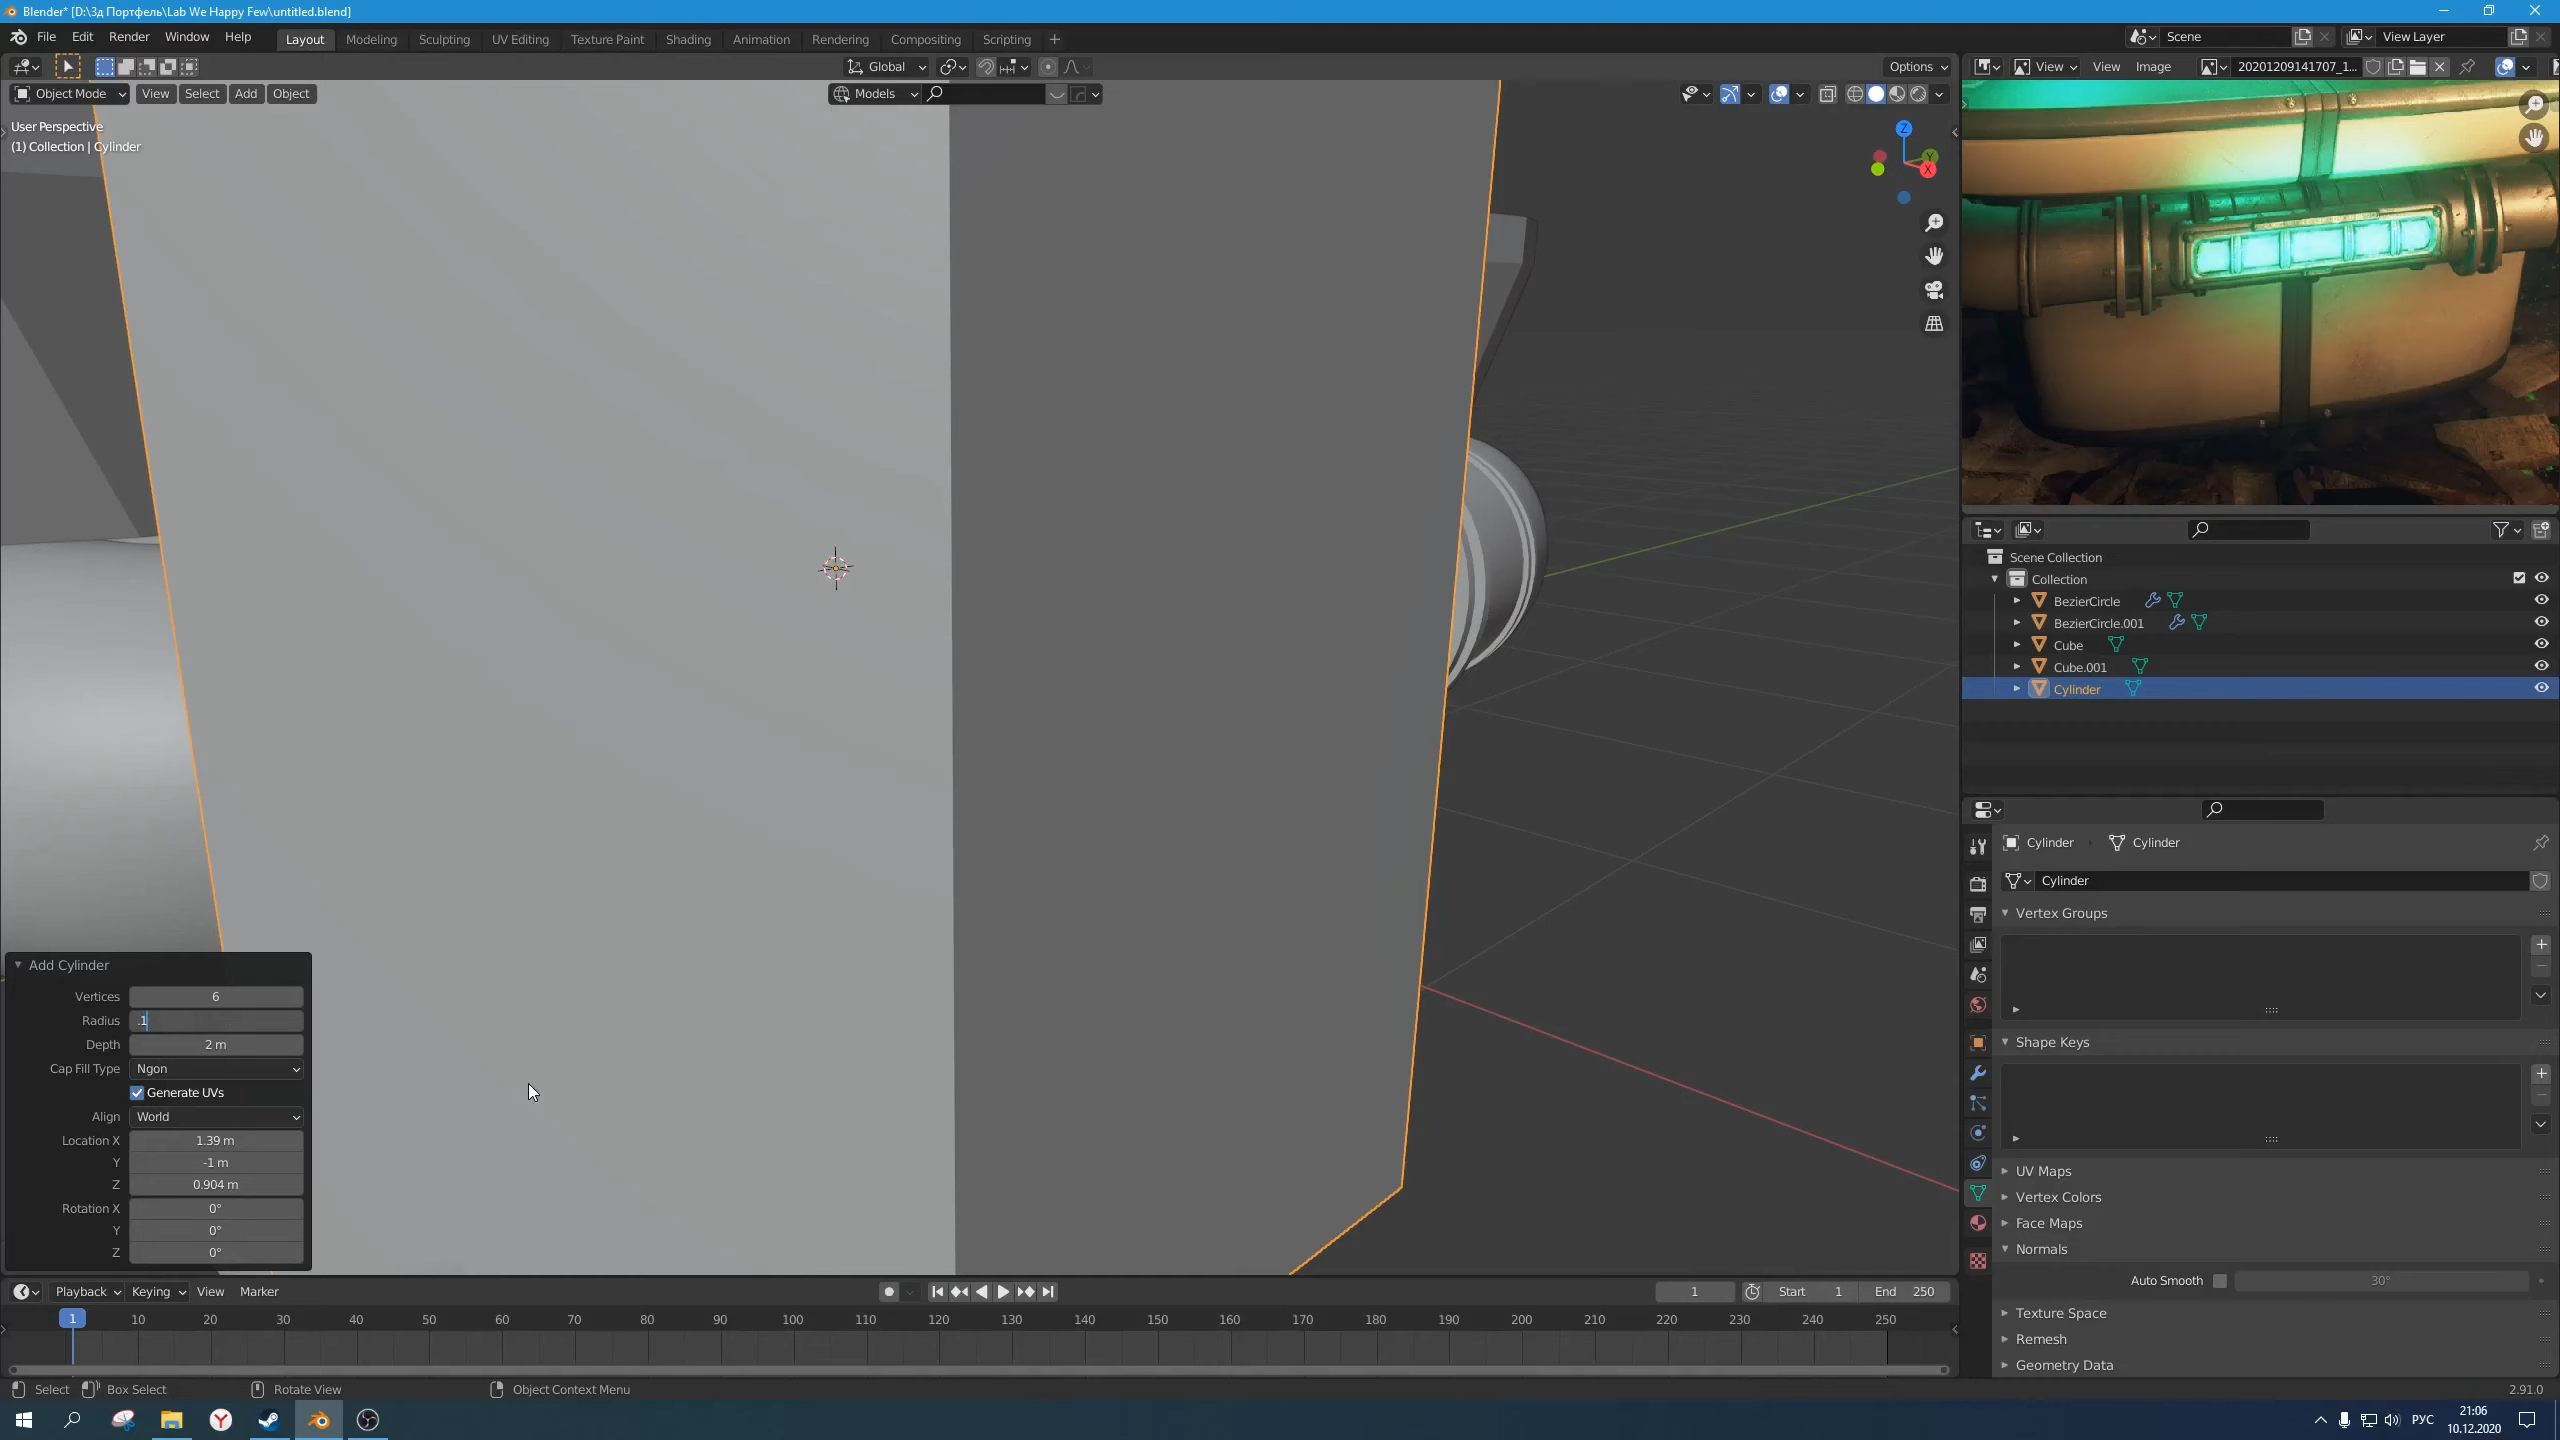 Blender* [D:\3д Портфель\Lab We Happy Few\untitled.blend]
File Edit Render Window Help Layout Modeling Sculpting UV Editing Texture Paint Shading Animation Rendering Compositing Scripting + Scene View Layer
Global Options View View Image 20201209141707_1...
Object Mode View Select Add Object Models
User Perspective
(1) Collection | Cylinder
Z
Y
X
Scene Collection
Collection
BezierCircle
BezierCircle.001
Cube
Cube.001
Cylinder
Cylinder Cylinder
Cylinder
Vertex Groups
Shape Keys
UV Maps
Vertex Colors
Face Maps
Normals
Auto Smooth 30°
Texture Space
Remesh
Geometry Data
Add Cylinder
Vertices 6
Radius .1
Depth 2 m
Cap Fill Type Ngon
Generate UVs
Align World
Location X 1.39 m
Y -1 m
Z 0.904 m
Rotation X 0°
Y 0°
Z 0°
Playback Keying View Marker 1 Start 1 End 250
1 10 20 30 40 50 60 70 80 90 100 110 120 130 140 150 160 170 180 190 200 210 220 230 240 250
Select Box Select Rotate View Object Context Menu 2.91.0
РУС 21:06
10.12.2020